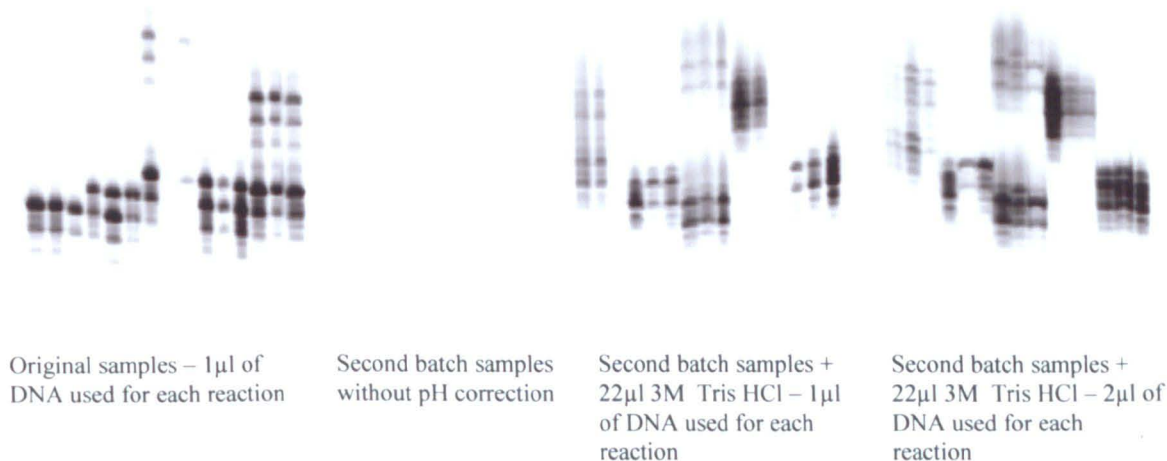 Original samples – 1µl of
DNA used for each reaction
Second batch samples
without pH correction
Second batch samples +
22µl 3M  Tris HCl – 1µl
of DNA used for each
reaction
Second batch samples +
22µl 3M  Tris HCl – 2µl of
DNA used for each
reaction